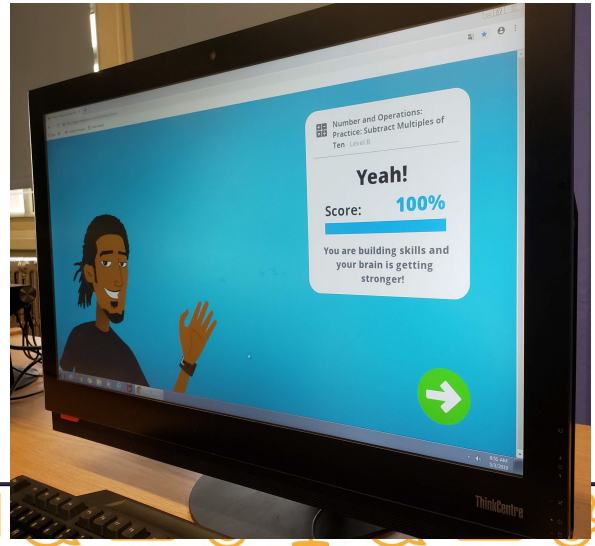 Number and Operations:
Practice: Subtract Multiples of
Ten - Level B
Yeah!
Score: 100%
You are building skills and
your brain is getting
stronger!
ThinkCentre